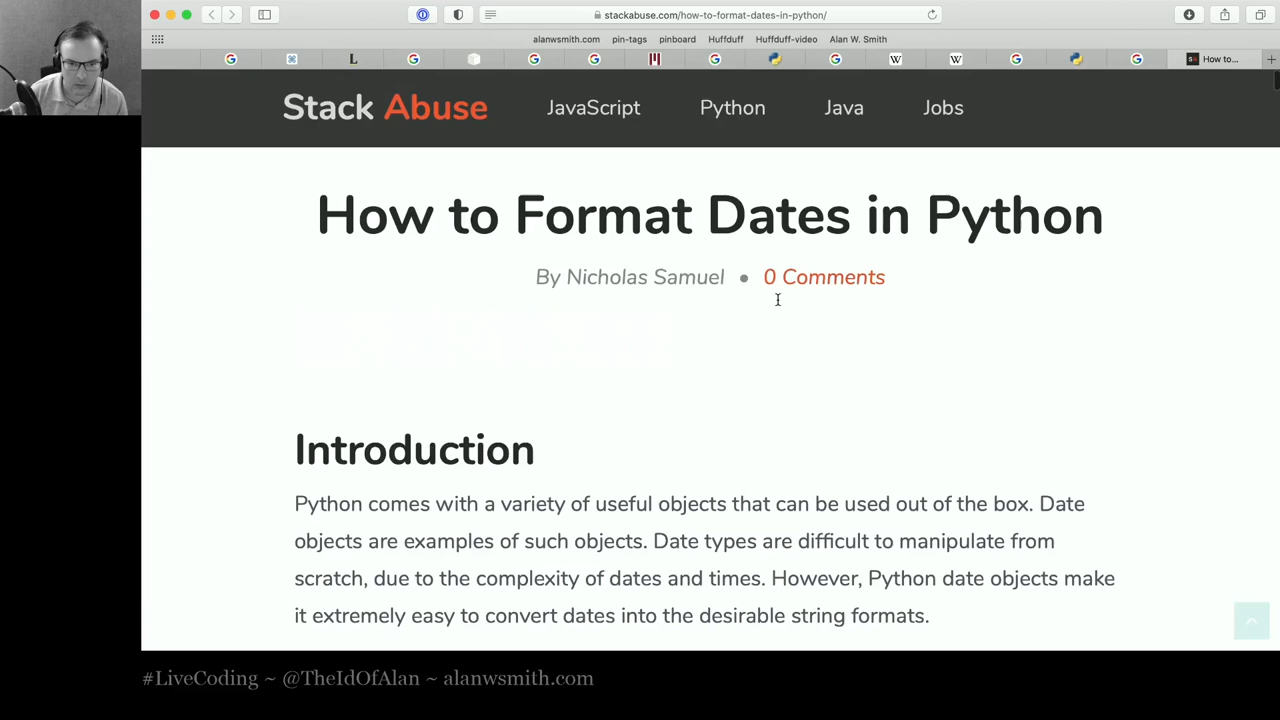 stackabuse.com/how-to-format-dates-in-python/
alanwsmith.com pin-tags pinboard Huffduff Huffduff-video Alan W. Smith
How to...
Stack Abuse JavaScript Python Java Jobs
How to Format Dates in Python
By Nicholas Samuel • 0 Comments
Introduction
Python comes with a variety of useful objects that can be used out of the box. Date
objects are examples of such objects. Date types are difficult to manipulate from
scratch, due to the complexity of dates and times. However, Python date objects make
it extremely easy to convert dates into the desirable string formats.
#LiveCoding ~ @TheIdOfAlan ~ alanwsmith.com